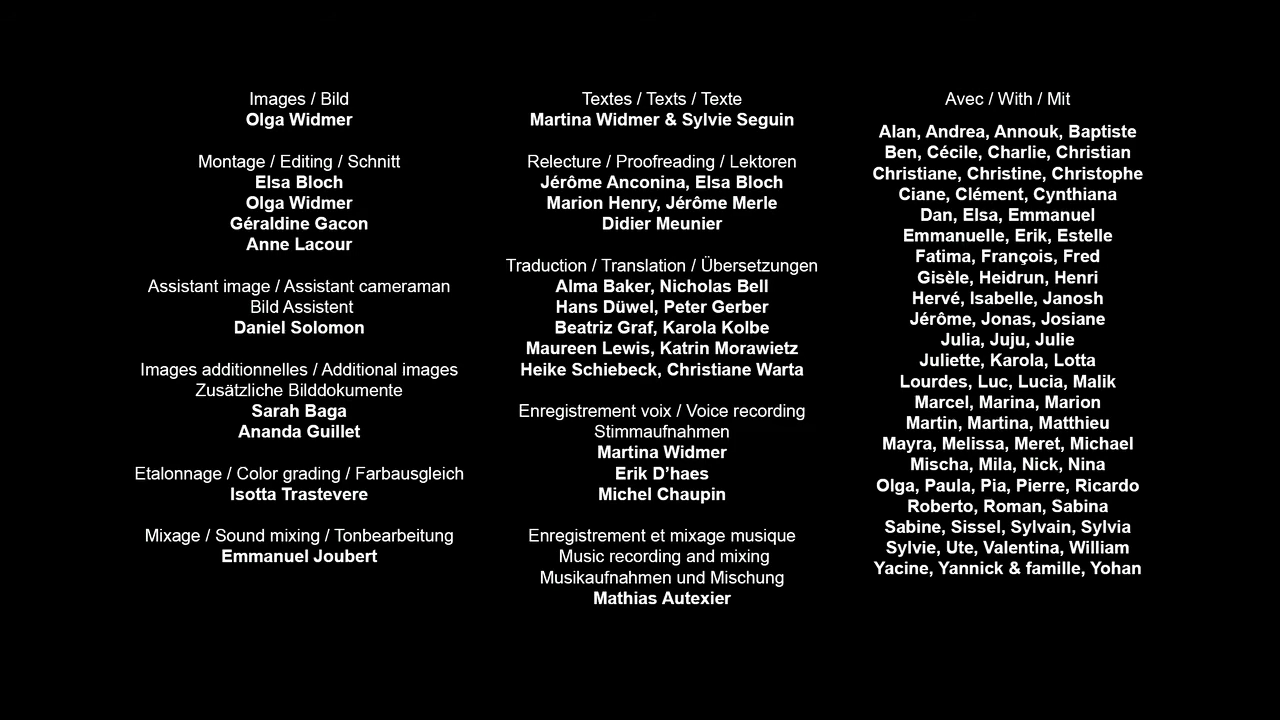 Images / Bild
Olga Widmer
Montage / Editing / Schnitt
Elsa Bloch
Olga Widmer
Géraldine Gacon
Anne Lacour
Assistant image / Assistant cameraman
Bild Assistent
Daniel Solomon
Images additionnelles / Additional images
Zusätzliche Bilddokumente
Sarah Baga
Ananda Guillet
Etalonnage / Color grading / Farbausgleich
Isotta Trastevere
Mixage / Sound mixing / Tonbearbeitung
Emmanuel Joubert
Textes / Texts / Texte
Martina Widmer & Sylvie Seguin
Relecture / Proofreading / Lektoren
Jérôme Anconina, Elsa Bloch
Marion Henry, Jérôme Merle
Didier Meunier
Traduction / Translation / Übersetzungen
Alma Baker, Nicholas Bell
Hans Düwel, Peter Gerber
Beatriz Graf, Karola Kolbe
Maureen Lewis, Katrin Morawietz
Heike Schiebeck, Christiane Warta
Enregistrement voix / Voice recording
Stimmaufnahmen
Martina Widmer
Erik D’haes
Michel Chaupin
Enregistrement et mixage musique
Music recording and mixing
Musikaufnahmen und Mischung
Mathias Autexier
Avec / With / Mit
Alan, Andrea, Annouk, Baptiste
Ben, Cécile, Charlie, Christian
Christiane, Christine, Christophe
Ciane, Clément, Cynthiana
Dan, Elsa, Emmanuel
Emmanuelle, Erik, Estelle
Fatima, François, Fred
Gisèle, Heidrun, Henri
Hervé, Isabelle, Janosh
Jérôme, Jonas, Josiane
Julia, Juju, Julie
Juliette, Karola, Lotta
Lourdes, Luc, Lucia, Malik
Marcel, Marina, Marion
Martin, Martina, Matthieu
Mayra, Melissa, Meret, Michael
Mischa, Mila, Nick, Nina
Olga, Paula, Pia, Pierre, Ricardo
Roberto, Roman, Sabina
Sabine, Sissel, Sylvain, Sylvia
Sylvie, Ute, Valentina, William
Yacine, Yannick & famille, Yohan